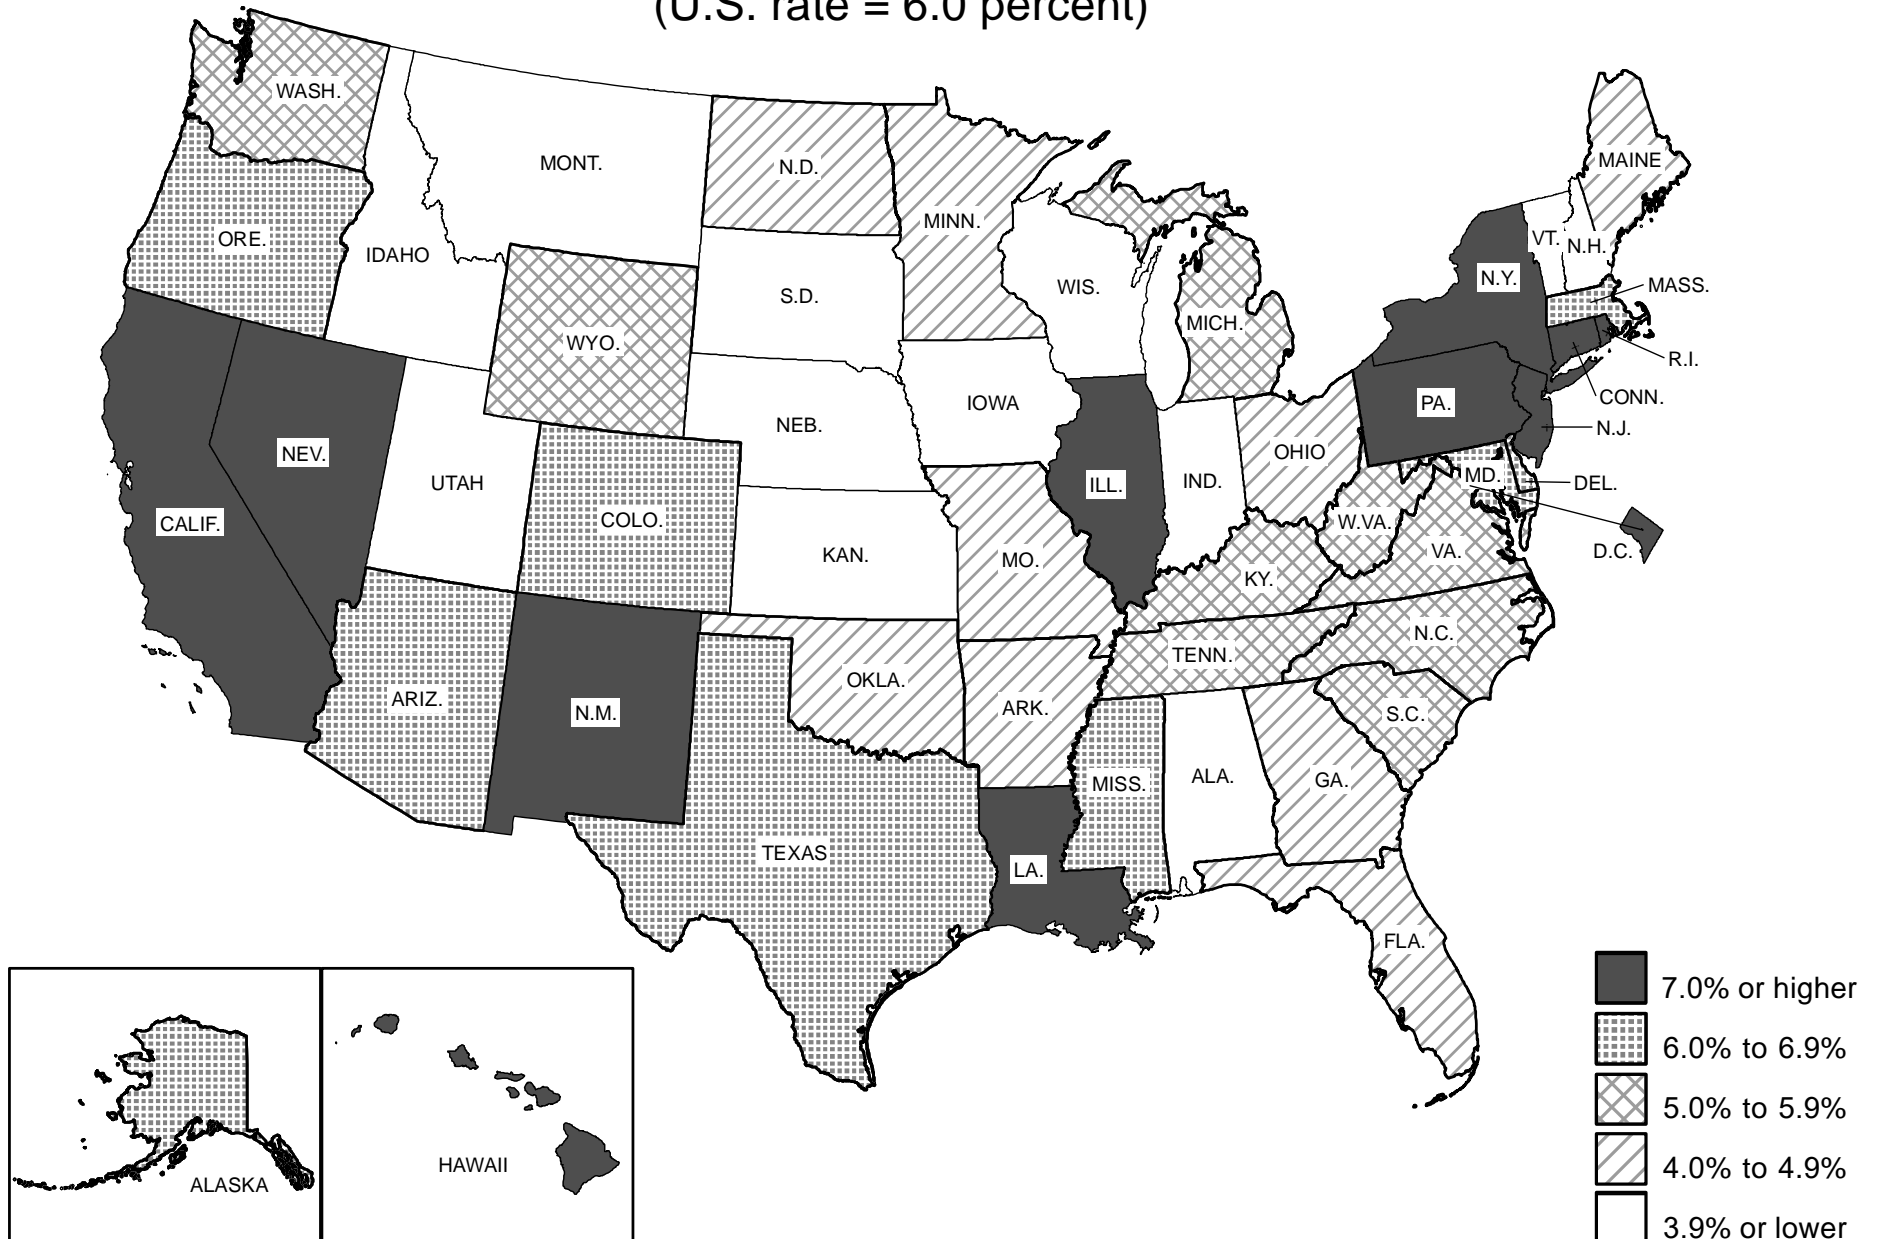 (U.S. rate = 6.0 percent)
WASH.
MONT.
N.D.
MINN.
MAINE
ORE.
IDAHO
VT.
N.H.
N.Y.
MASS.
S.D.
WIS.
MICH.
WYO.
R.I.
CONN.
PA.
N.J.
IOWA
NEB.
NEV.
OHIO
UTAH
ILL.
IND.
MD.
DEL.
CALIF.
COLO.
W.VA.
VA.
D.C.
KAN.
MO.
KY.
N.C.
TENN.
OKLA.
ARIZ.
N.M.
ARK.
S.C.
MISS.
ALA.
GA.
TEXAS
LA.
FLA.
ALASKA
HAWAII
7.0% or higher
6.0% to 6.9%
5.0% to 5.9%
4.0% to 4.9%
3.9% or lower